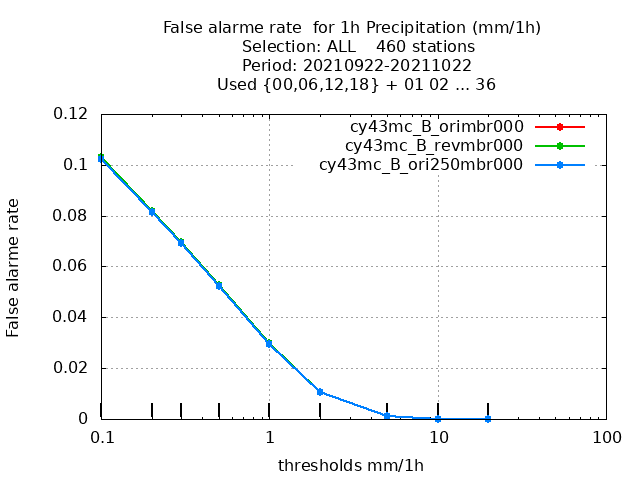 False alarme rate  for 1h Precipitation (mm/1h)
Selection: ALL    460 stations
Period: 20210922-20211022
Used {00,06,12,18} + 01 02 ... 36
cy43mc_B_orimbr000
cy43mc_B_revmbr000
cy43mc_B_ori250mbr000
False alarme rate
0.12
0.1
0.08
0.06
0.04
0.02
0
0.1
1
10
100
thresholds mm/1h